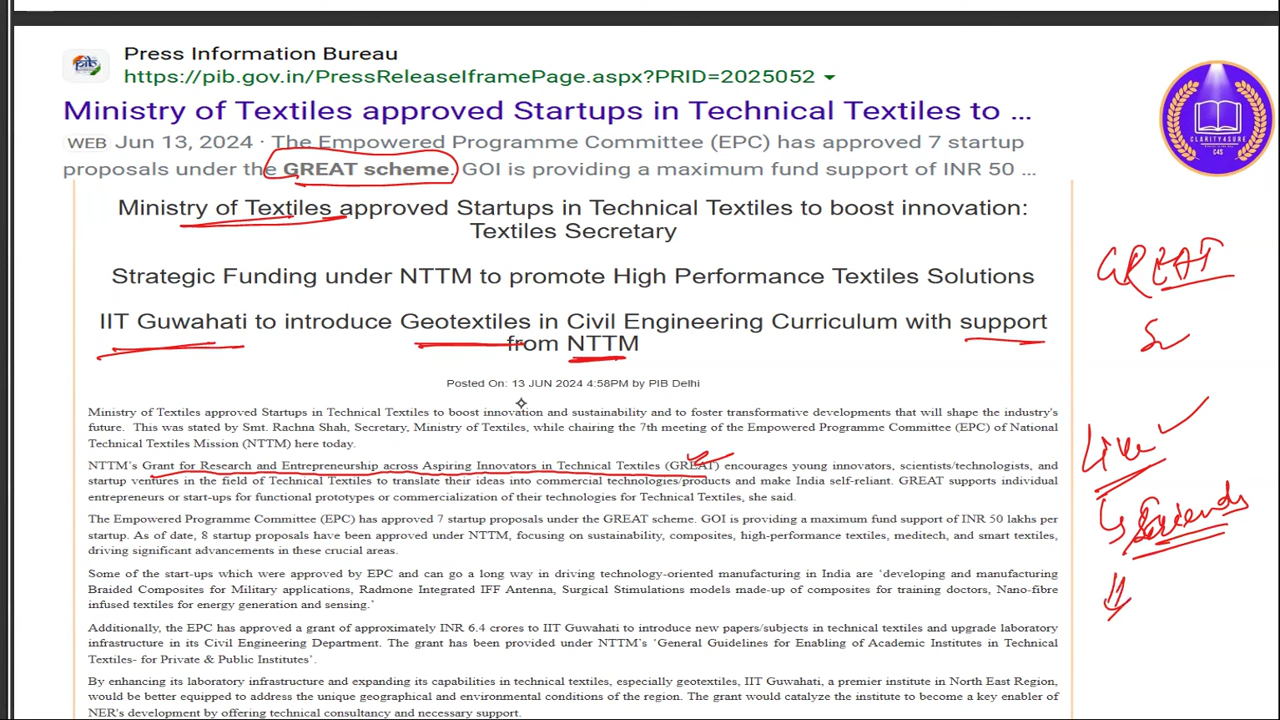 Press Information Bureau
https://pib.gov.in/PressReleaseIframePage.aspx?PRID=2025052
Ministry of Textiles approved Startups in Technical Textiles to ...
WEB Jun 13, 2024 · The Empowered Programme Committee (EPC) has approved 7 startup
proposals under the GREAT scheme. GOI is providing a maximum fund support of INR 50 ...
CLARITY4SURE
C4S
Ministry of Textiles approved Startups in Technical Textiles to boost innovation:
Textiles Secretary
Strategic Funding under NTTM to promote High Performance Textiles Solutions
IIT Guwahati to introduce Geotextiles in Civil Engineering Curriculum with support
from NTTM
Posted On: 13 JUN 2024 4:58PM by PIB Delhi
Ministry of Textiles approved Startups in Technical Textiles to boost innovation and sustainability and to foster transformative developments that will shape the industry's
future. This was stated by Smt. Rachna Shah, Secretary, Ministry of Textiles, while chairing the 7th meeting of the Empowered Programme Committee (EPC) of National
Technical Textiles Mission (NTTM) here today.
NTTM's Grant for Research and Entrepreneurship across Aspiring Innovators in Technical Textiles (GREAT) encourages young innovators, scientists/technologists, and
startup ventures in the field of Technical Textiles to translate their ideas into commercial technologies/products and make India self-reliant. GREAT supports individual
entrepreneurs or start-ups for functional prototypes or commercialization of their technologies for Technical Textiles, she said.
The Empowered Programme Committee (EPC) has approved 7 startup proposals under the GREAT scheme. GOI is providing a maximum fund support of INR 50 lakhs per
startup. As of date, 8 startup proposals have been approved under NTTM, focusing on sustainability, composites, high-performance textiles, meditech, and smart textiles,
driving significant advancements in these crucial areas.
Some of the start-ups which were approved by EPC and can go a long way in driving technology-oriented manufacturing in India are 'developing and manufacturing
Braided Composites for Military applications, Radmone Integrated IFF Antenna, Surgical Stimulations models made-up of composites for training doctors, Nano-fibre
infused textiles for energy generation and sensing.'
Additionally, the EPC has approved a grant of approximately INR 6.4 crores to IIT Guwahati to introduce new papers/subjects in technical textiles and upgrade laboratory
infrastructure in its Civil Engineering Department. The grant has been provided under NTTM's 'General Guidelines for Enabling of Academic Institutes in Technical
Textiles- for Private & Public Institutes'.
By enhancing its laboratory infrastructure and expanding its capabilities in technical textiles, especially geotextiles, IIT Guwahati, a premier institute in North East Region,
would be better equipped to address the unique geographical and environmental conditions of the region. The grant would catalyze the institute to become a key enabler of
NER's development by offering technical consultancy and necessary support.
GREAT
Like
friends